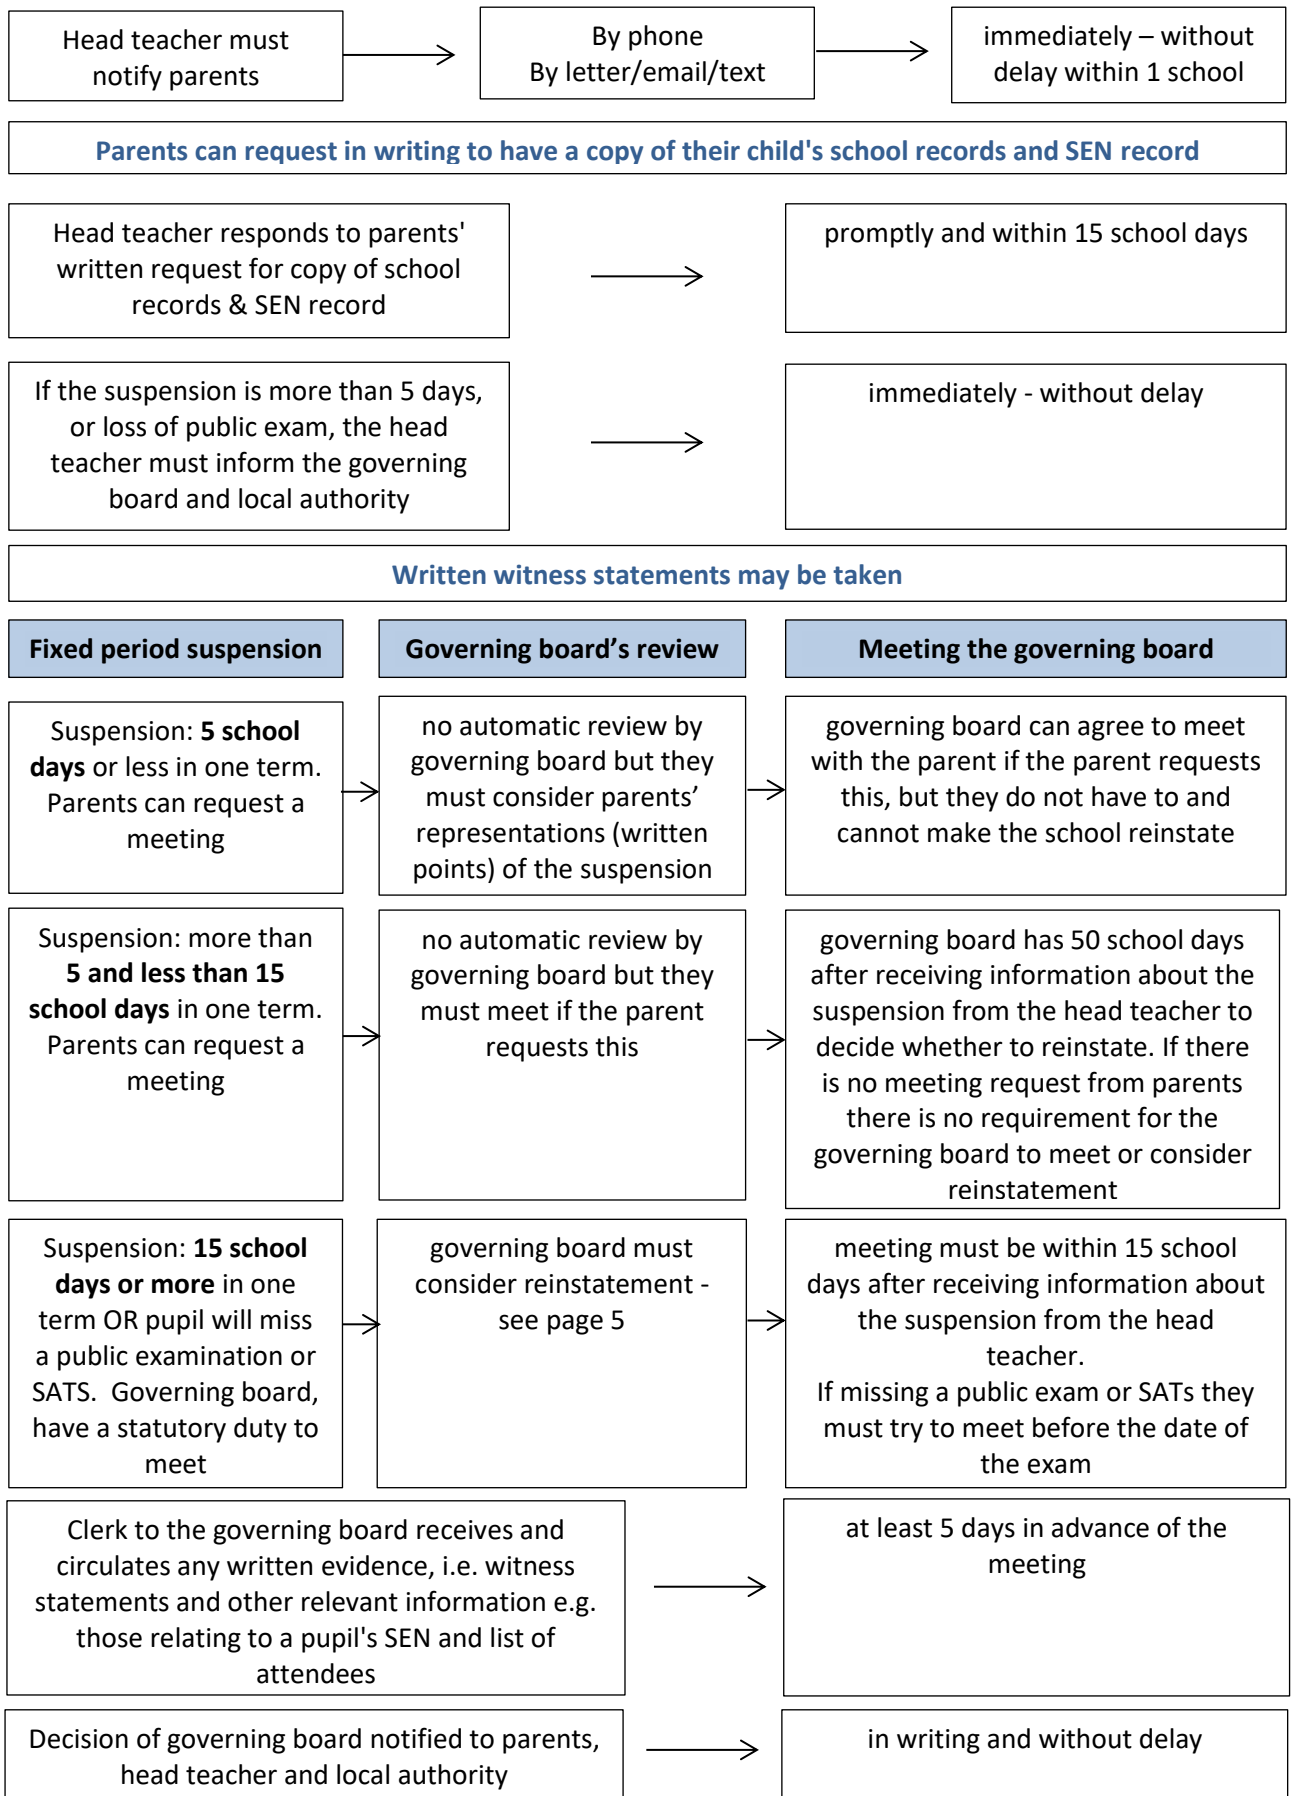 Head teacher must
notify parents
By phone
By letter/email/text
immediately – without
delay within 1 school
Parents can request in writing to have a copy of their child's school records and SEN record
Head teacher responds to parents'
written request for copy of school
records & SEN record
promptly and within 15 school days
If the suspension is more than 5 days,
or loss of public exam, the head
teacher must inform the governing
board and local authority
immediately - without delay
Written witness statements may be taken
Fixed period suspension
Governing board’s review
Meeting the governing board
Suspension: 5 school
days or less in one term.
Parents can request a
meeting
no automatic review by
governing board but they
must consider parents’
representations (written
points) of the suspension
governing board can agree to meet
with the parent if the parent requests
this, but they do not have to and
cannot make the school reinstate
Suspension: more than
5 and less than 15
school days in one term.
Parents can request a
meeting
no automatic review by
governing board but they
must meet if the parent
requests this
governing board has 50 school days
after receiving information about the
suspension from the head teacher to
decide whether to reinstate. If there
is no meeting request from parents
there is no requirement for the
governing board to meet or consider
reinstatement
Suspension: 15 school
days or more in one
term OR pupil will miss
a public examination or
SATS. Governing board,
have a statutory duty to
meet
governing board must
consider reinstatement -
see page 5
meeting must be within 15 school
days after receiving information about
the suspension from the head
teacher.
If missing a public exam or SATs they
must try to meet before the date of
the exam
Clerk to the governing board receives and
circulates any written evidence, i.e. witness
statements and other relevant information e.g.
those relating to a pupil's SEN and list of
attendees
at least 5 days in advance of the
meeting
Decision of governing board notified to parents,
head teacher and local authority
in writing and without delay